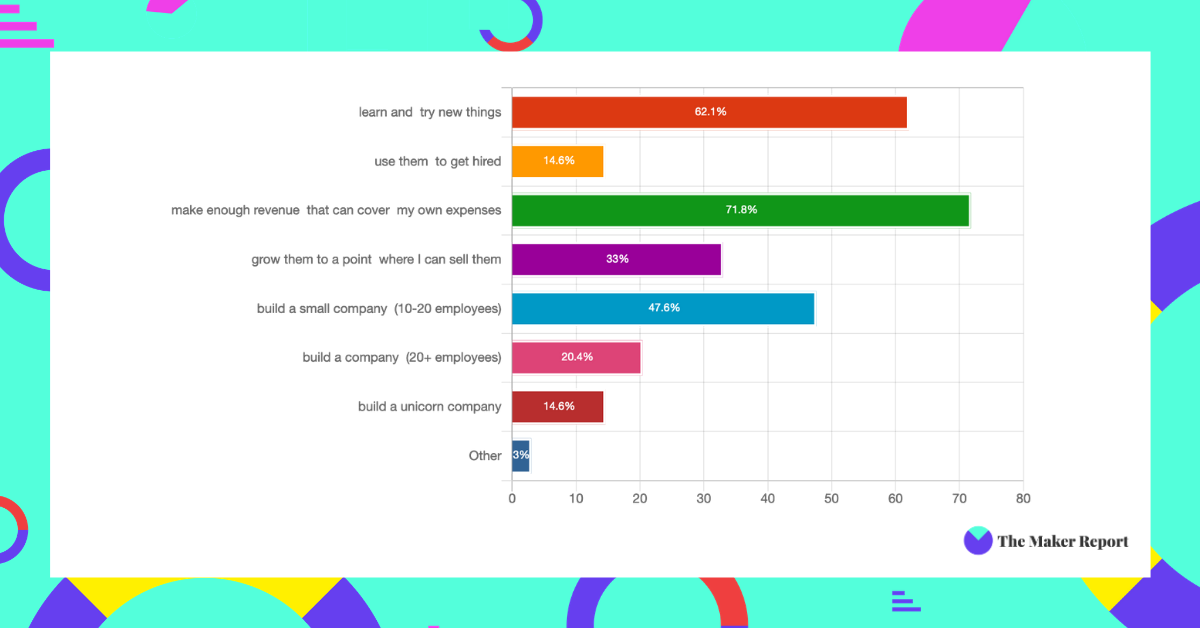 learn and try new things
62.1%
use them to get hired
14.6%
make enough revenue that can cover my own expenses
71.8%
grow them to a point where I can sell them
33%
build a small company (10-20 employees)
47.6%
build a company (20+ employees)
20.4%
build a unicorn company
14.6%
Other
3%
0 10 20 30 40 50 60 70 80
The Maker Report